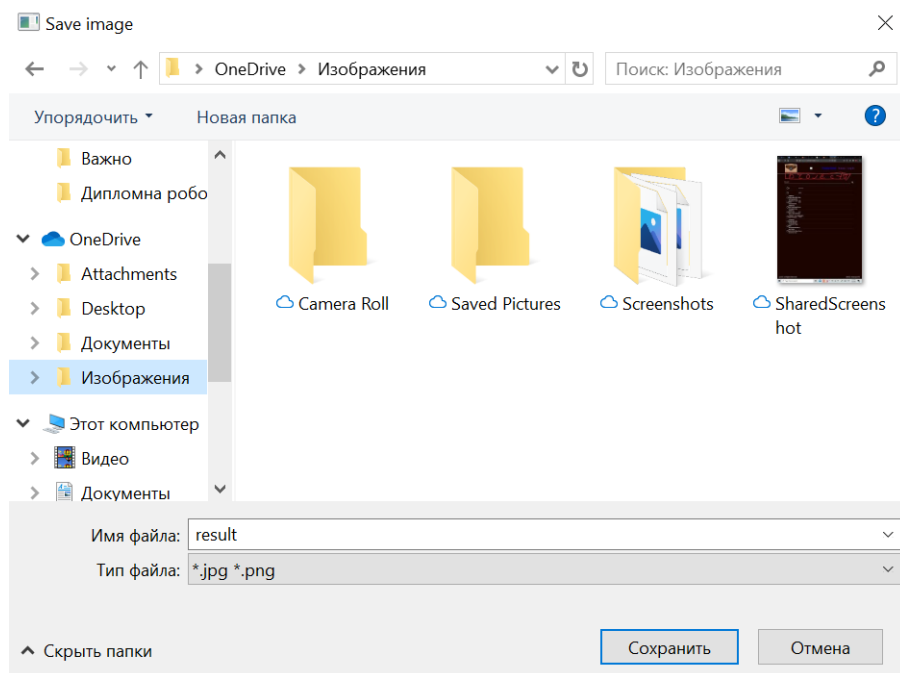 Save image
OneDrive Изображения
Поиск: Изображения
Упорядочить Новая папка
?
Важно
Дипломна робо
OneDrive
Attachments
Desktop
Документы
Изображения
Этот компьютер
Видео
Документы
Camera Roll
Saved Pictures
Screenshots
SharedScreens
hot
Имя файла: result
Тип файла: *.jpg *.png
Скрыть папки
Сохранить
Отмена